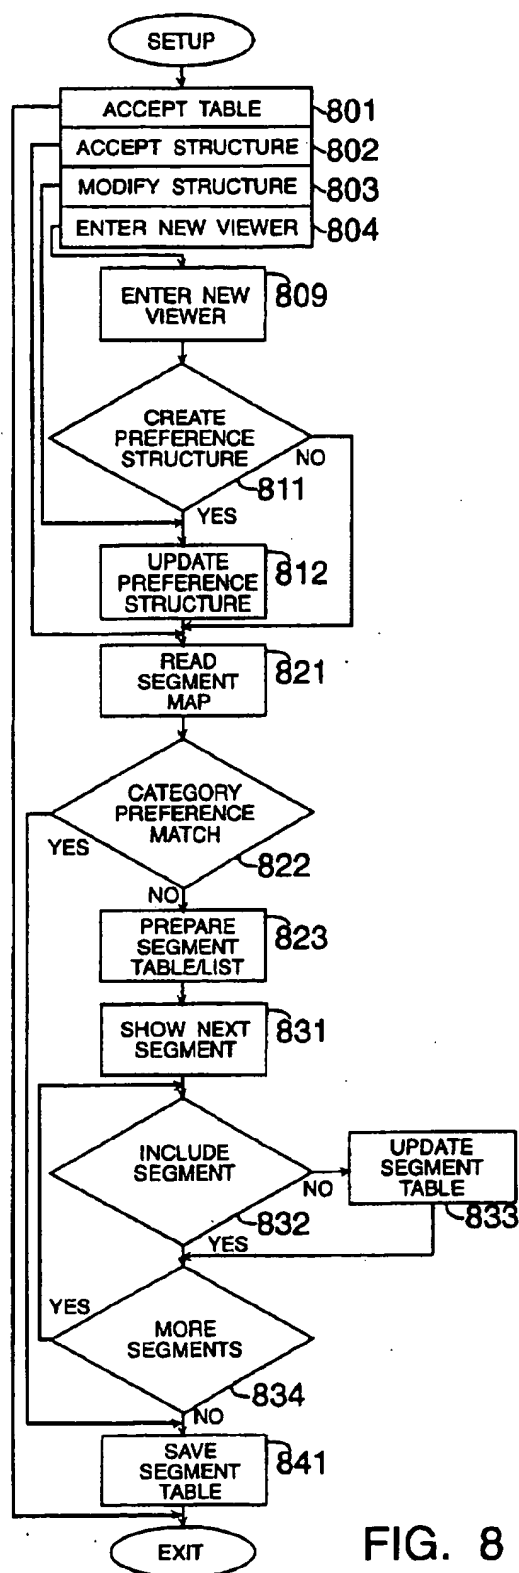 SETUP
ACCEPT TABLE 801
ACCEPT STRUCTURE 802
MODIFY STRUCTURE 803
ENTER NEW VIEWER 804
ENTER NEW
VIEWER
809
CREATE
PREFERENCE
STRUCTURE
NO
811
YES
UPDATE
PREFERENCE
STRUCTURE
812
READ
SEGMENT
MAP
821
CATEGORY
PREFERENCE
MATCH
YES
822
NO
PREPARE
SEGMENT
TABLE/LIST
823
SHOW NEXT
SEGMENT
831
INCLUDE
SEGMENT
NO
832
YES
UPDATE
SEGMENT
TABLE
833
YES
MORE
SEGMENTS
834
NO
SAVE
SEGMENT
TABLE
841
EXIT
FIG. 8